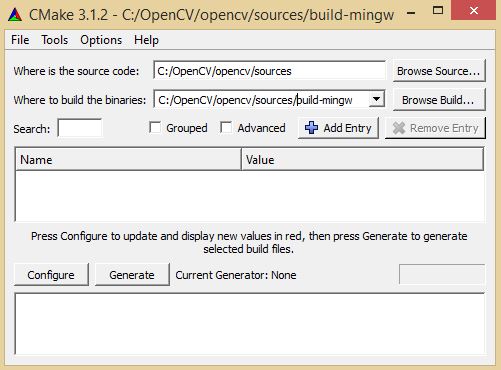 CMake 3.1.2 - C:/OpenCV/opencv/sources/build-mingw
File Tools Options Help
Where is the source code: C:/OpenCV/opencv/sources Browse Source...
Where to build the binaries: C:/OpenCV/opencv/sources/build-mingw Browse Build...
Search: Grouped Advanced Add Entry Remove Entry
Name Value
Press Configure to update and display new values in red, then press Generate to generate
selected build files.
Configure Generate Current Generator: None